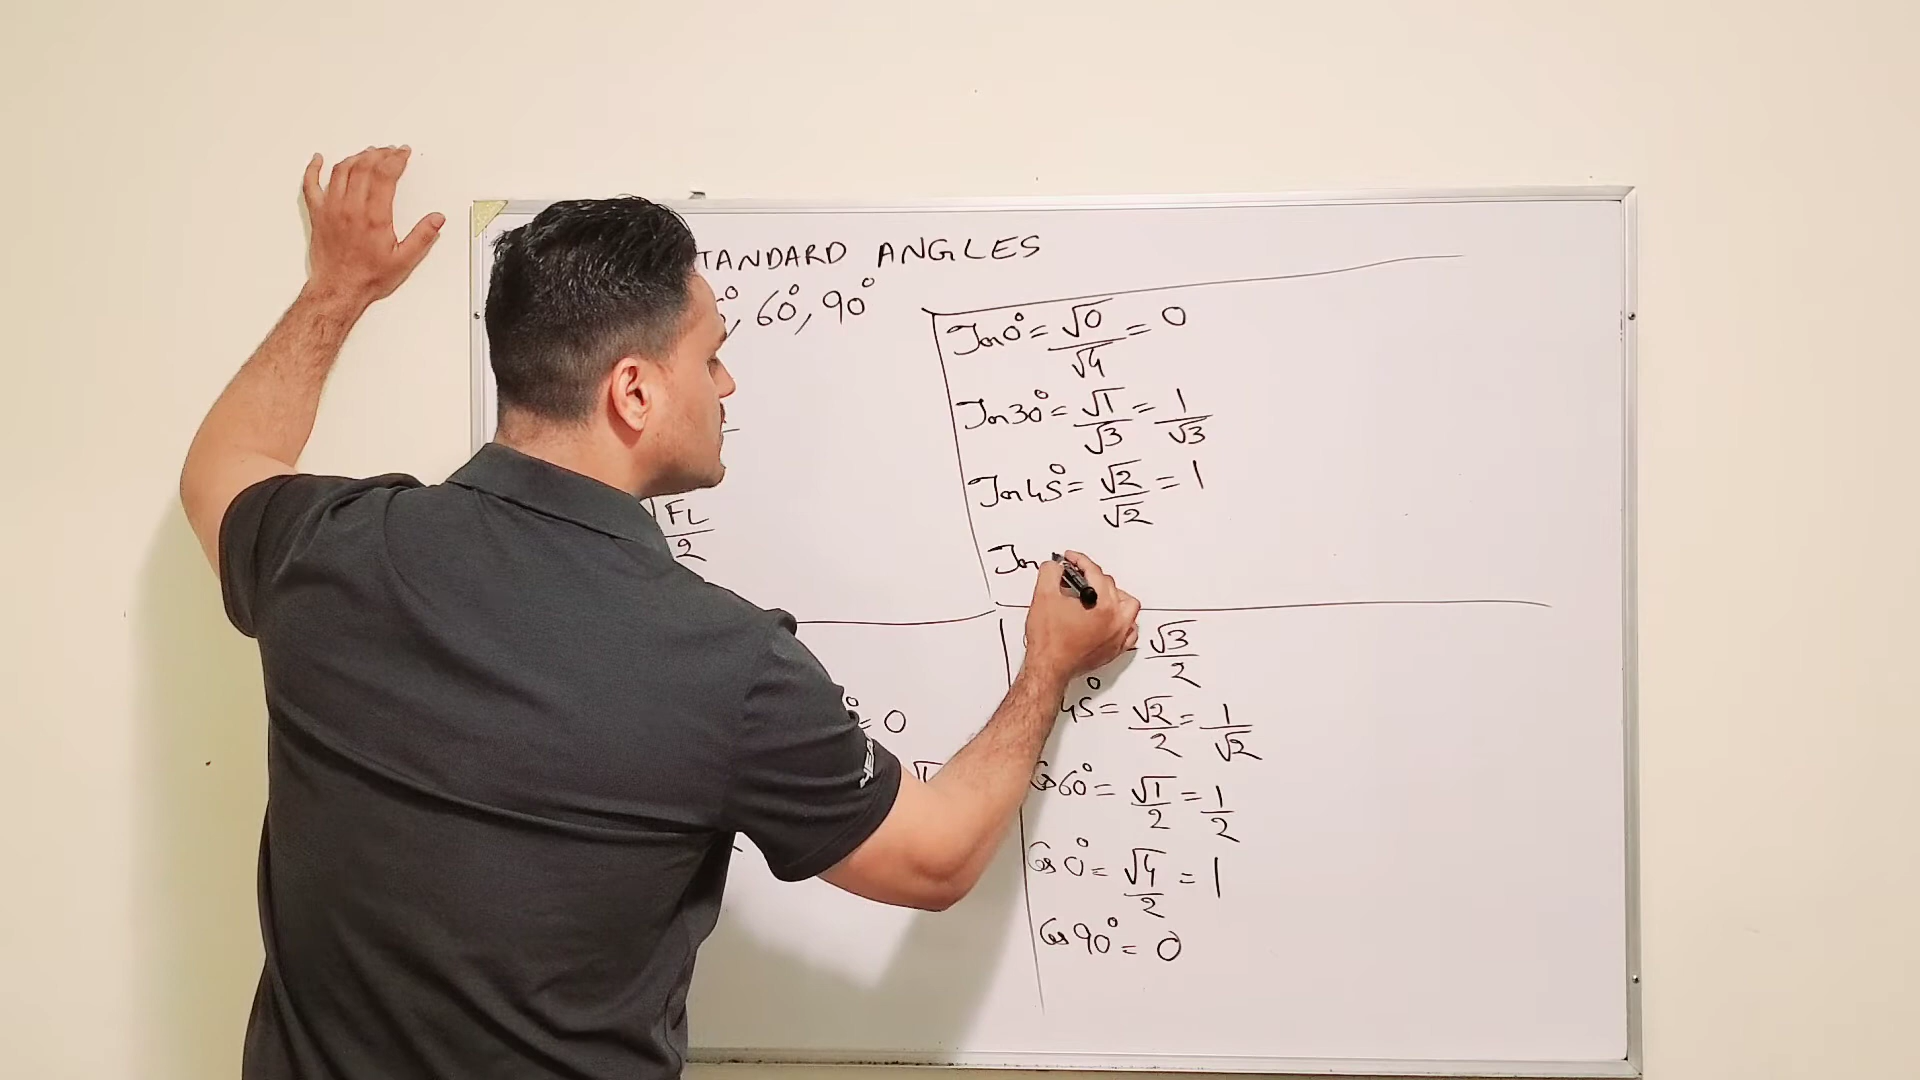 TANDARD ANGLES
60°, 90°
Tan 0° = √0/√4 = 0
Tan 30° = √1/√3 = 1/√3
Tan 45° = √2/√2 = 1
Tan
FL/2
√3/2
45° = √2/2 = 1/√2
= 0
Cos 60° = √1/2 = 1/2
Cos 0° = √4/2 = 1
Cos 90° = 0